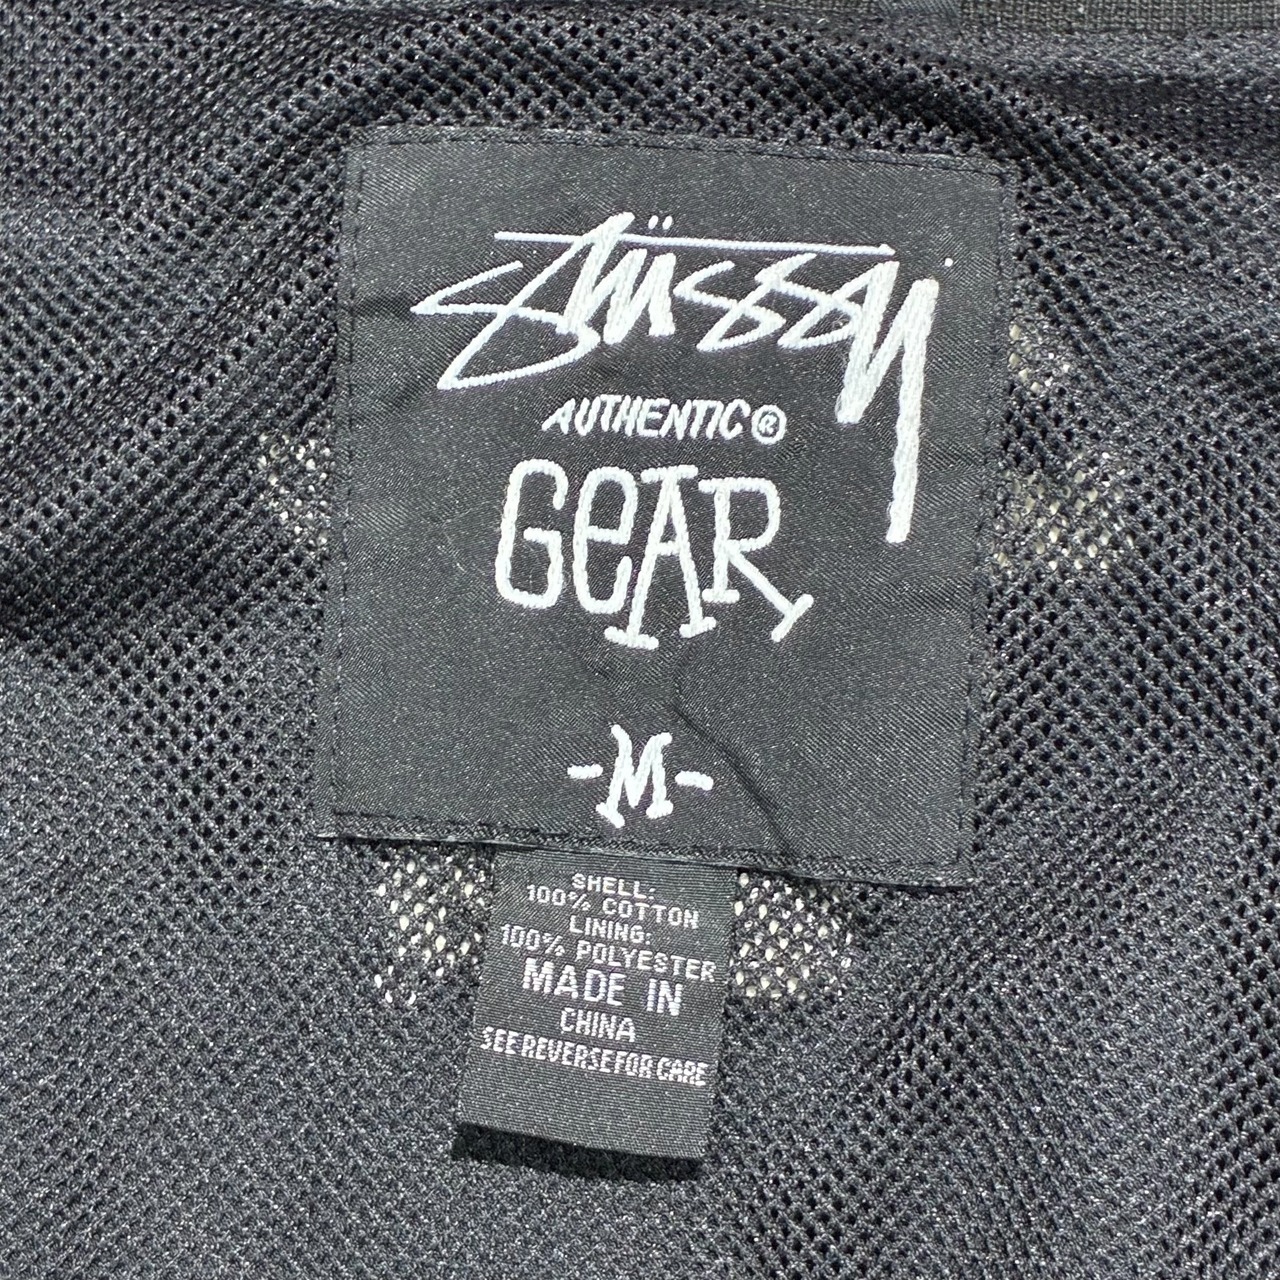 Stüssy
AUTHENTIC®
GeAR
-M-
SHELL:
100% COTTON
LINING:
100% POLYESTER
MADE IN
CHINA
SEE REVERSE FOR CARE